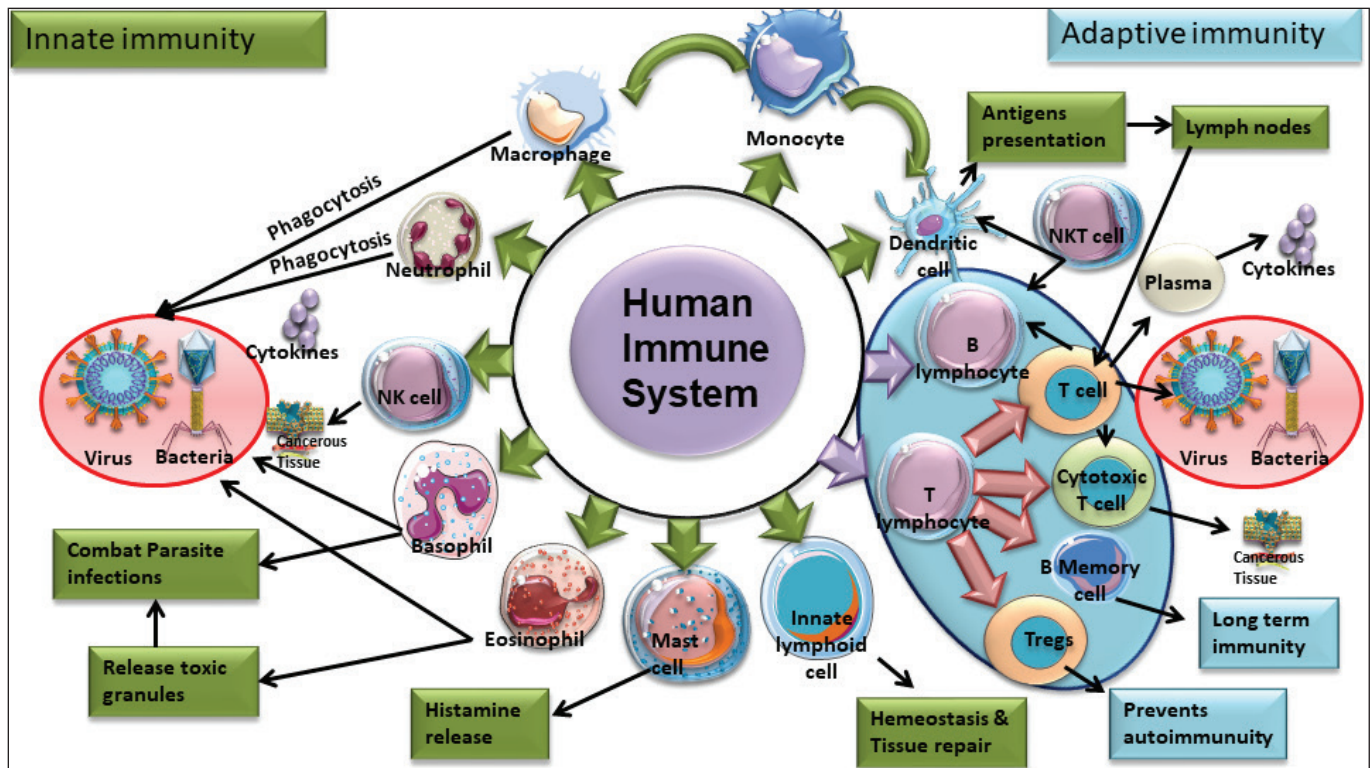 Innate immunity
Adaptive immunity
Macrophage
Monocyte
Antigens
presentation
Lymph nodes
Phagocytosis
Phagocytosis
Neutrophil
Dendritic
cell
NKT cell
Plasma
Cytokines
Cytokines
Human
Immune
System
B
lymphocyte
T cell
NK cell
Virus
Bacteria
Cancerous
Tissue
Virus
Bacteria
Basophil
T
lymphocyte
Cytotoxic
T cell
Cancerous
Tissue
Combat Parasite
infections
B Memory
cell
Eosinophil
Mast
cell
Innate
lymphoid
cell
Tregs
Long term
immunity
Release toxic
granules
Histamine
release
Hemeostasis &
Tissue repair
Prevents
autoimmunuity